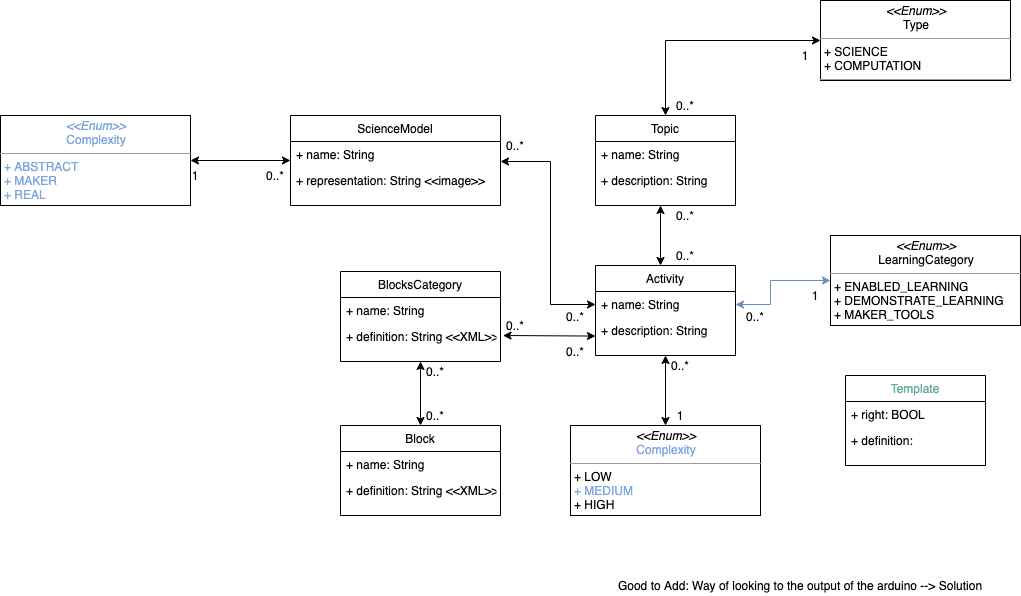 <<Enum>>
Type
+ SCIENCE
+ COMPUTATION
1
0..*
Topic
+ name: String
+ description: String
0..*
<<Enum>>
Complexity
+ ABSTRACT
+ MAKER
+ REAL
1
0..*
ScienceModel
+ name: String
+ representation: String <<image>>
0..*
0..*
Activity
+ name: String
+ description: String
0..*
0..*
0..*
0..*
<<Enum>>
LearningCategory
+ ENABLED_LEARNING
+ DEMONSTRATE_LEARNING
+ MAKER_TOOLS
1
BlocksCategory
+ name: String
+ definition: String <<XML>>
0..*
0..*
0..*
Block
+ name: String
+ definition: String <<XML>>
1
<<Enum>>
Complexity
+ LOW
+ MEDIUM
+ HIGH
Template
+ right: BOOL
+ definition:
Good to Add: Way of looking to the output of the arduino --> Solution